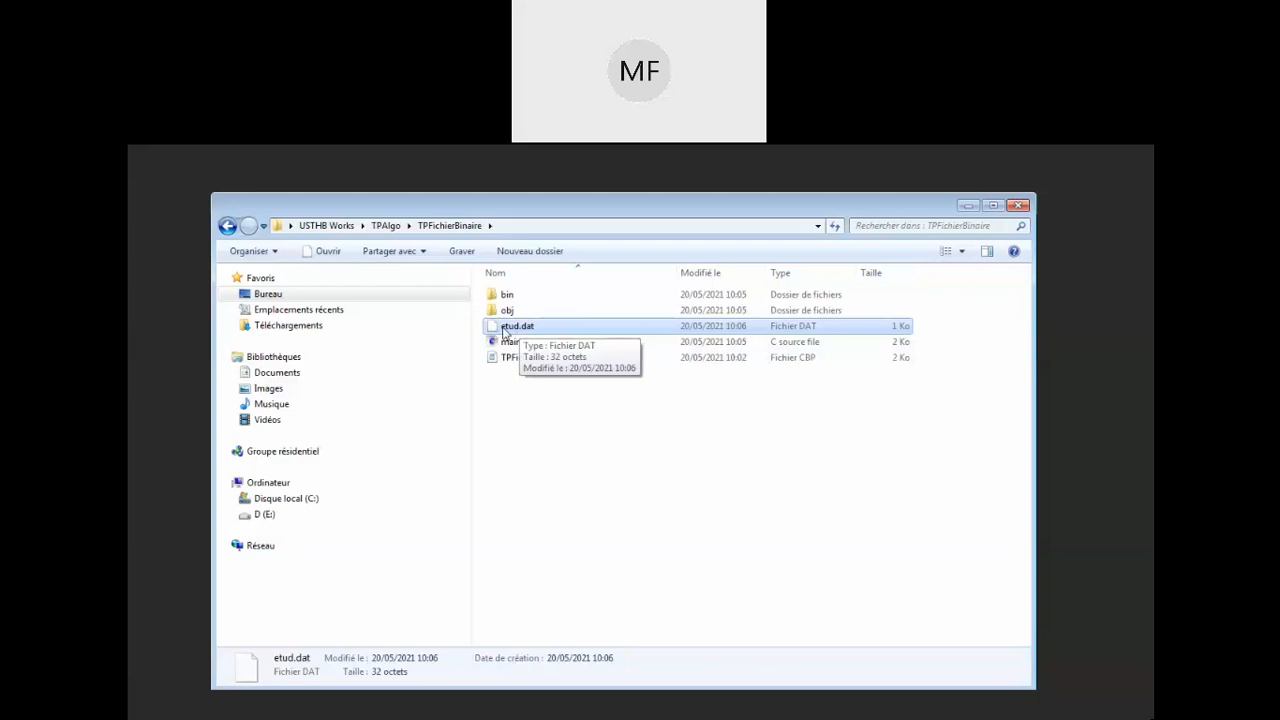 MF
USTHB Works TPAlgo TPFichierBinaire
Rechercher dans : TPFichierBinaire
Organiser Ouvrir Partager avec Graver Nouveau dossier
Nom Modifié le Type Taille
Favoris
Bureau
Emplacements récents
Téléchargements
Bibliothèques
Documents
Images
Musique
Vidéos
Groupe résidentiel
Ordinateur
Disque local (C:)
D (E:)
Réseau
bin 20/05/2021 10:05 Dossier de fichiers
obj 20/05/2021 10:05 Dossier de fichiers
etud.dat 20/05/2021 10:06 Fichier DAT 1 Ko
20/05/2021 10:05 C source file 2 Ko
20/05/2021 10:02 Fichier CBP 2 Ko
Type : Fichier DAT
Taille : 32 octets
Modifié le : 20/05/2021 10:06
etud.dat Modifié le : 20/05/2021 10:06 Date de création : 20/05/2021 10:06
Fichier DAT Taille : 32 octets